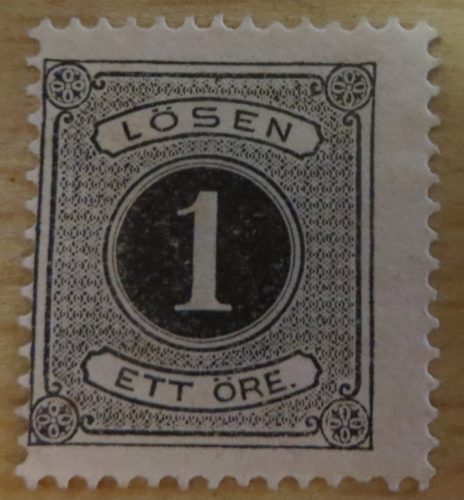 LÖSEN
1
ETT ÖRE.